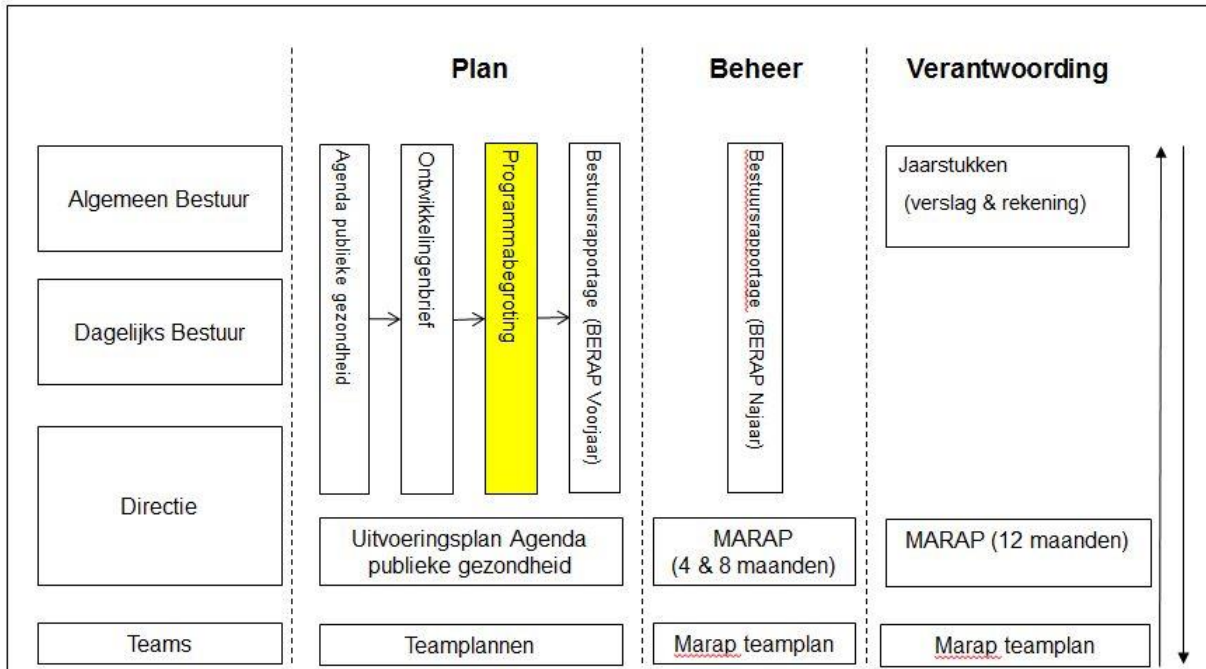 Plan
Beheer
Verantwoording
Algemeen Bestuur
Dagelijks Bestuur
Directie
Teams
Agenda publieke gezondheid
Ontwikkelingenbrief
Programmabegroting
Bestuursrapportage (BERAP Voorjaar)
Uitvoeringsplan Agenda
publieke gezondheid
Teamplannen
Bestuursrapportage (BERAP Najaar)
MARAP
(4 & 8 maanden)
Marap teamplan
Jaarstukken
(verslag & rekening)
MARAP (12 maanden)
Marap teamplan